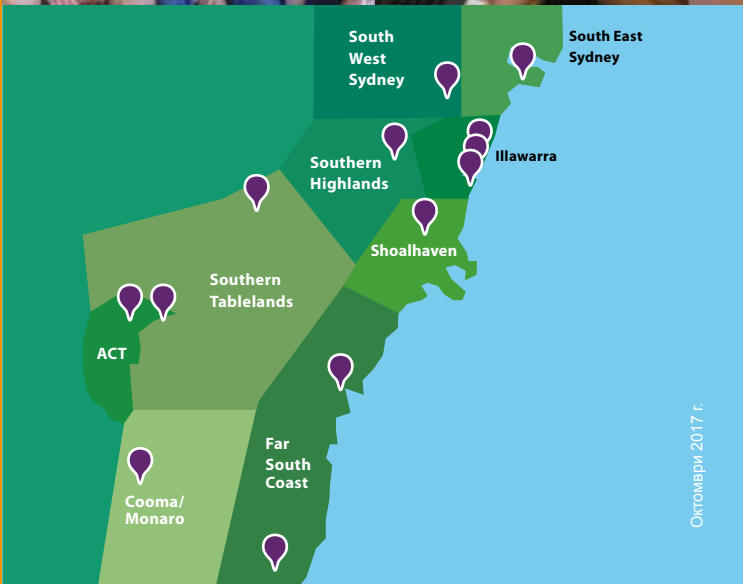 South
West
Sydney
South East
Sydney
Illawarra
Southern
Highlands
Shoalhaven
Southern
Tablelands
ACT
Far
South
Coast
Cooma/
Monaro
Октомври 2017 г.